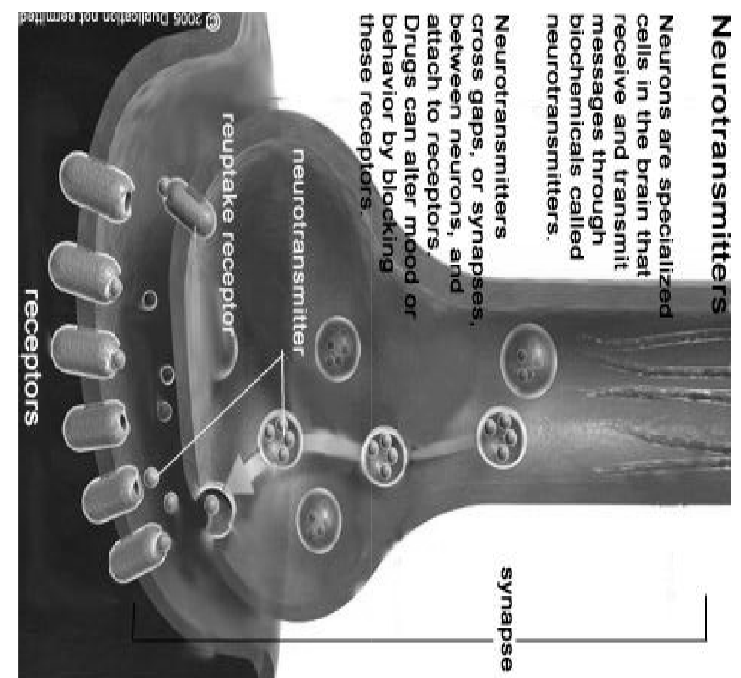 Neurotransmitters
Neurons are specialized
cells in the brain that
receive and transmit
messages through
biochemicals called
neurotransmitters.
Neurotransmitters
cross gaps, or synapses,
between neurons, and
attach to receptors.
Drugs can alter mood or
behavior by blocking
these receptors.
synapse
neurotransmitter
reuptake receptor
receptors
© 2005 Duplication not permitted